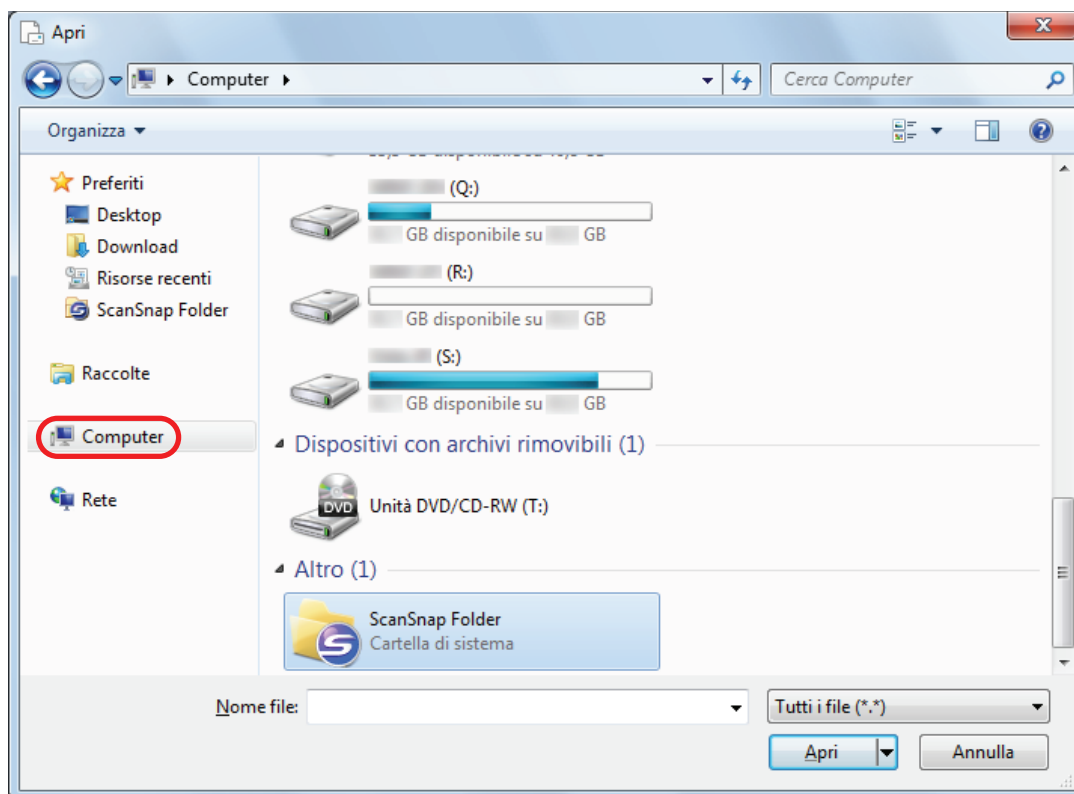 Apri
Computer
Cerca Computer
Organizza
Preferiti
Desktop
Download
Risorse recenti
ScanSnap Folder
Raccolte
Computer
Rete
(Q:)
GB disponibile su GB
(R:)
GB disponibile su GB
(S:)
GB disponibile su GB
Dispositivi con archivi rimovibili (1)
DVD
Unità DVD/CD-RW (T:)
Altro (1)
S
ScanSnap Folder
Cartella di sistema
Nome file:
Tutti i file (*.*)
Apri
Annulla